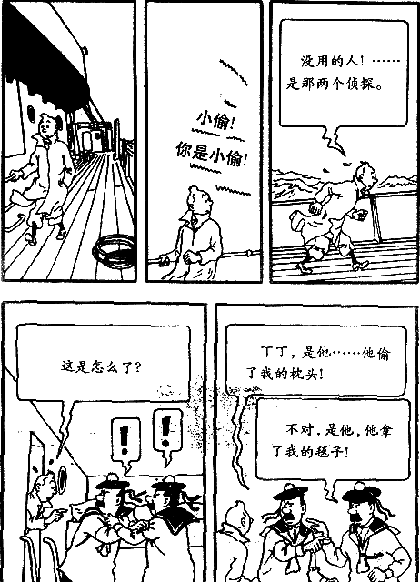 小偷!
你是小偷!
没用的人!……
是那两个侦探。
这是怎么了?
!
!
丁丁,是他……他偷
了我的枕头!
不对,是他,他拿
了我的毯子!